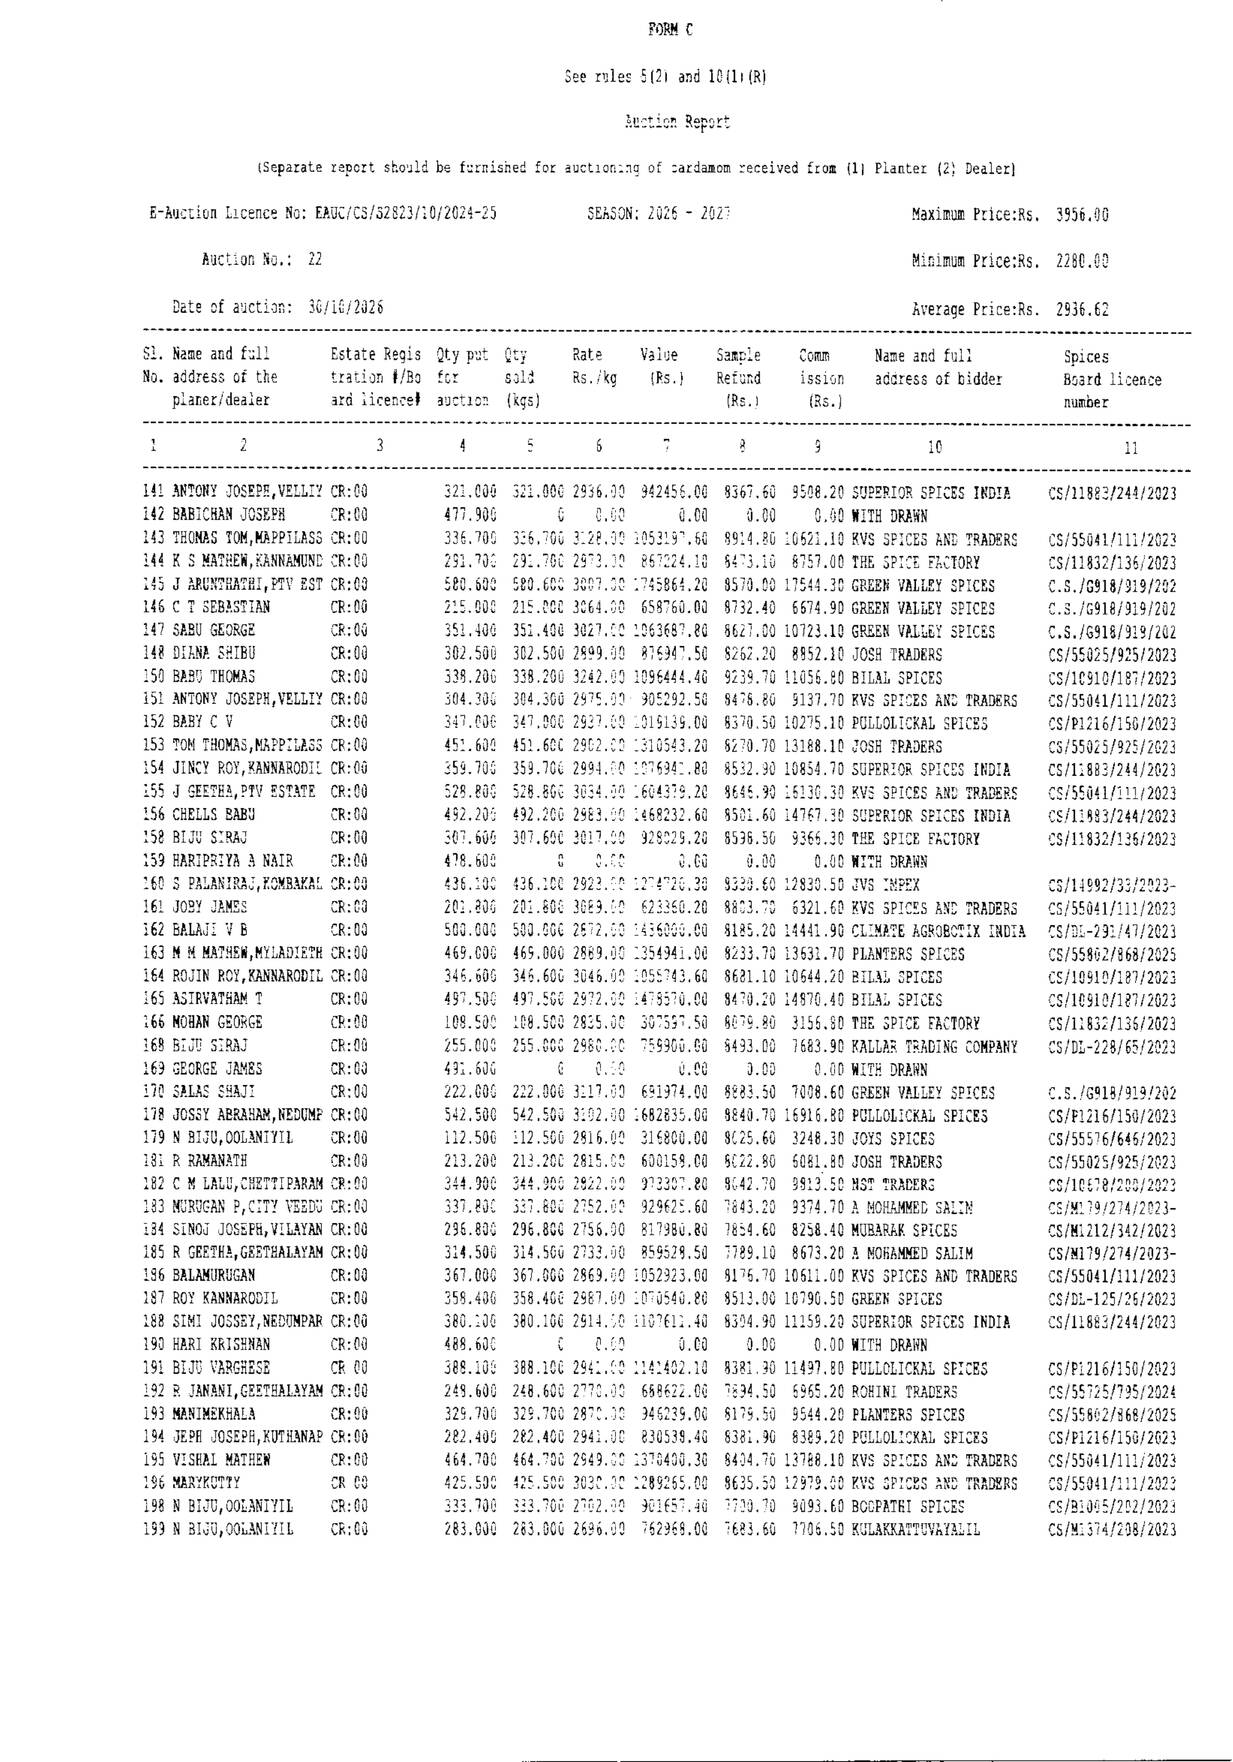 FORM C
See rules 5(2) and 10(1)(R)
Auction Report
(Separate report should be furnished for auctioning of cardamom received from (1) Planter (2) Dealer)
E-Auction Licence No: EAUC/CS/S2823/10/2024-25 SEASON: 2026 - 2027 Maximum Price:Rs. 3956.00
Auction No.: 22 Minimum Price:Rs. 2280.00
Date of auction: 30/10/2026 Average Price:Rs. 2936.62
Sl. Name and full Estate Regis Qty put Qty Rate Value Sample Comm Name and full Spices
No. address of the tration #/Bo for sold Rs./kg (Rs.) Refund ission address of bidder Board licence
planer/dealer ard licence# auction (kgs) (Rs.) (Rs.) number
1 2 3 4 5 6 7 8 9 10 11
141 ANTONY JOSEPH,VELLIY CR:00 321.000 321.000 2936.00 942456.00 8367.60 9508.20 SUPERIOR SPICES INDIA CS/11883/244/2023
142 BABICHAN JOSEPH CR:00 477.900 0 0.00 0.00 0.00 0.00 WITH DRAWN
143 THOMAS TOM,MAPPILASS CR:00 336.700 336.700 3128.00 1053197.60 8914.80 10621.10 KVS SPICES AND TRADERS CS/55041/111/2023
144 K S MATHEW,KANNAMUND CR:00 291.700 291.700 2973.00 867224.10 8473.10 8757.00 THE SPICE FACTORY CS/11832/136/2023
145 J ARUNTHATHI,PTV EST CR:00 580.600 580.600 3007.00 1745864.20 8570.00 17544.30 GREEN VALLEY SPICES C.S./G918/919/202
146 C T SEBASTIAN CR:00 215.000 215.000 3064.00 658760.00 8732.40 6674.90 GREEN VALLEY SPICES C.S./G918/919/202
147 SABU GEORGE CR:00 351.400 351.400 3027.00 1063687.80 8627.00 10723.10 GREEN VALLEY SPICES C.S./G918/919/202
148 DIANA SHIBU CR:00 302.500 302.500 2899.00 876947.50 8262.20 8852.10 JOSH TRADERS CS/55025/925/2023
150 BABU THOMAS CR:00 338.200 338.200 3242.00 1096444.40 9239.70 11056.80 BILAL SPICES CS/10910/187/2023
151 ANTONY JOSEPH,VELLIY CR:00 304.300 304.300 2975.00 905292.50 8478.80 9137.70 KVS SPICES AND TRADERS CS/55041/111/2023
152 BABY C V CR:00 347.000 347.000 2937.00 1019139.00 8370.50 10275.10 PULLOLICKAL SPICES CS/P1216/150/2023
153 TOM THOMAS,MAPPILASS CR:00 451.600 451.600 2902.00 1310543.20 8270.70 13188.10 JOSH TRADERS CS/55025/925/2023
154 JINCY ROY,KANNARODIL CR:00 359.700 359.700 2994.00 1076941.80 8532.90 10854.70 SUPERIOR SPICES INDIA CS/11883/244/2023
155 J GEETHA,PTV ESTATE CR:00 528.800 528.800 3034.00 1604379.20 8646.90 16130.30 KVS SPICES AND TRADERS CS/55041/111/2023
156 CHELLS BABU CR:00 492.200 492.200 2983.00 1468232.60 8501.60 14767.30 SUPERIOR SPICES INDIA CS/11883/244/2023
158 BIJU SIRAJ CR:00 307.600 307.600 3017.00 928029.20 8598.50 9366.30 THE SPICE FACTORY CS/11832/136/2023
159 HARIPRIYA A NAIR CR:00 478.600 0 0.00 0.00 0.00 0.00 WITH DRAWN
160 S PALANIRAJ,KOMBAKAL CR:00 436.100 436.100 2923.00 1274720.30 8330.60 12830.50 JVS IMPEX CS/14992/33/2023-
161 JOBY JAMES CR:00 201.800 201.800 3089.00 623360.20 8803.70 6321.60 KVS SPICES AND TRADERS CS/55041/111/2023
162 BALAJI V B CR:00 500.000 500.000 2872.00 1436000.00 8185.20 14441.90 CLIMATE AGROBOTIX INDIA CS/DL-291/47/2023
163 M M MATHEW,MYLADIETH CR:00 469.000 469.000 2889.00 1354941.00 8233.70 13631.70 PLANTERS SPICES CS/55802/868/2025
164 ROJIN ROY,KANNARODIL CR:00 346.600 346.600 3046.00 1055743.60 8681.10 10644.20 BILAL SPICES CS/10910/187/2023
165 ASIRVATHAM T CR:00 497.500 497.500 2972.00 1478570.00 8470.20 14870.40 BILAL SPICES CS/10910/187/2023
166 MOHAN GEORGE CR:00 108.500 108.500 2835.00 307597.50 8079.80 3156.80 THE SPICE FACTORY CS/11832/136/2023
168 BIJU SIRAJ CR:00 255.000 255.000 2980.00 759900.00 8493.00 7683.90 KALLAR TRADING COMPANY CS/DL-228/65/2023
169 GEORGE JAMES CR:00 491.600 0 0.00 0.00 0.00 0.00 WITH DRAWN
170 SALAS SHAJI CR:00 222.000 222.000 3117.00 691974.00 8883.50 7008.60 GREEN VALLEY SPICES C.S./G918/919/202
178 JOSSY ABRAHAM,NEDUMP CR:00 542.500 542.500 3102.00 1682835.00 8840.70 16916.80 PULLOLICKAL SPICES CS/P1216/150/2023
179 N BIJU,OOLANIYIL CR:00 112.500 112.500 2816.00 316800.00 8025.60 3248.30 JOYS SPICES CS/55576/646/2023
181 R RAMANATH CR:00 213.200 213.200 2815.00 600158.00 8022.80 6081.80 JOSH TRADERS CS/55025/925/2023
182 C M LALU,CHETTIPARAM CR:00 344.900 344.900 2822.00 973307.80 8042.70 9813.50 NST TRADERS CS/10678/200/2023
183 MURUGAN P,CITY VEEDU CR:00 337.800 337.800 2752.00 929625.60 7843.20 9374.70 A MOHAMMED SALIM CS/M179/274/2023-
184 SINOJ JOSEPH,VILAYAN CR:00 296.800 296.800 2756.00 817980.80 7854.60 8258.40 MUBARAK SPICES CS/M1212/342/2023
185 R GEETHA,GEETHALAYAM CR:00 314.500 314.500 2733.00 859528.50 7789.10 8673.20 A MOHAMMED SALIM CS/M179/274/2023-
186 BALAMURUGAN CR:00 367.000 367.000 2869.00 1052923.00 8176.70 10611.00 KVS SPICES AND TRADERS CS/55041/111/2023
187 ROY KANNARODIL CR:00 358.400 358.400 2987.00 1070540.80 8513.00 10790.50 GREEN SPICES CS/DL-125/26/2023
188 SIMI JOSSEY,NEDUMPAR CR:00 380.100 380.100 2914.00 1107611.40 8304.90 11159.20 SUPERIOR SPICES INDIA CS/11883/244/2023
190 HARI KRISHNAN CR:00 488.600 0 0.00 0.00 0.00 0.00 WITH DRAWN
191 BIJU VARGHESE CR 00 388.100 388.100 2941.00 1141402.10 8381.90 11497.80 PULLOLICKAL SPICES CS/P1216/150/2023
192 R JANANI,GEETHALAYAM CR:00 248.600 248.600 2770.00 688622.00 7894.50 6965.20 ROHINI TRADERS CS/55725/795/2024
193 MANIMEKHALA CR:00 329.700 329.700 2870.00 946239.00 8179.50 9544.20 PLANTERS SPICES CS/55802/868/2025
194 JEPH JOSEPH,KUTHANAP CR:00 282.400 282.400 2941.00 830538.40 8381.90 8389.20 PULLOLICKAL SPICES CS/P1216/150/2023
195 VISHAL MATHEW CR:00 464.700 464.700 2949.00 1370400.30 8404.70 13788.10 KVS SPICES AND TRADERS CS/55041/111/2023
196 MARYKUTTY CR 00 425.500 425.500 3030.00 1289265.00 8635.50 12979.00 KVS SPICES AND TRADERS CS/55041/111/2023
198 N BIJU,OOLANIYIL CR:00 333.700 333.700 2702.00 901657.40 7700.70 9093.60 BOOPATHI SPICES CS/B1065/202/2023
199 N BIJU,OOLANIYIL CR:00 283.000 283.000 2696.00 762968.00 7683.60 7706.50 KULAKKATTUVAYALIL CS/M1374/208/2023